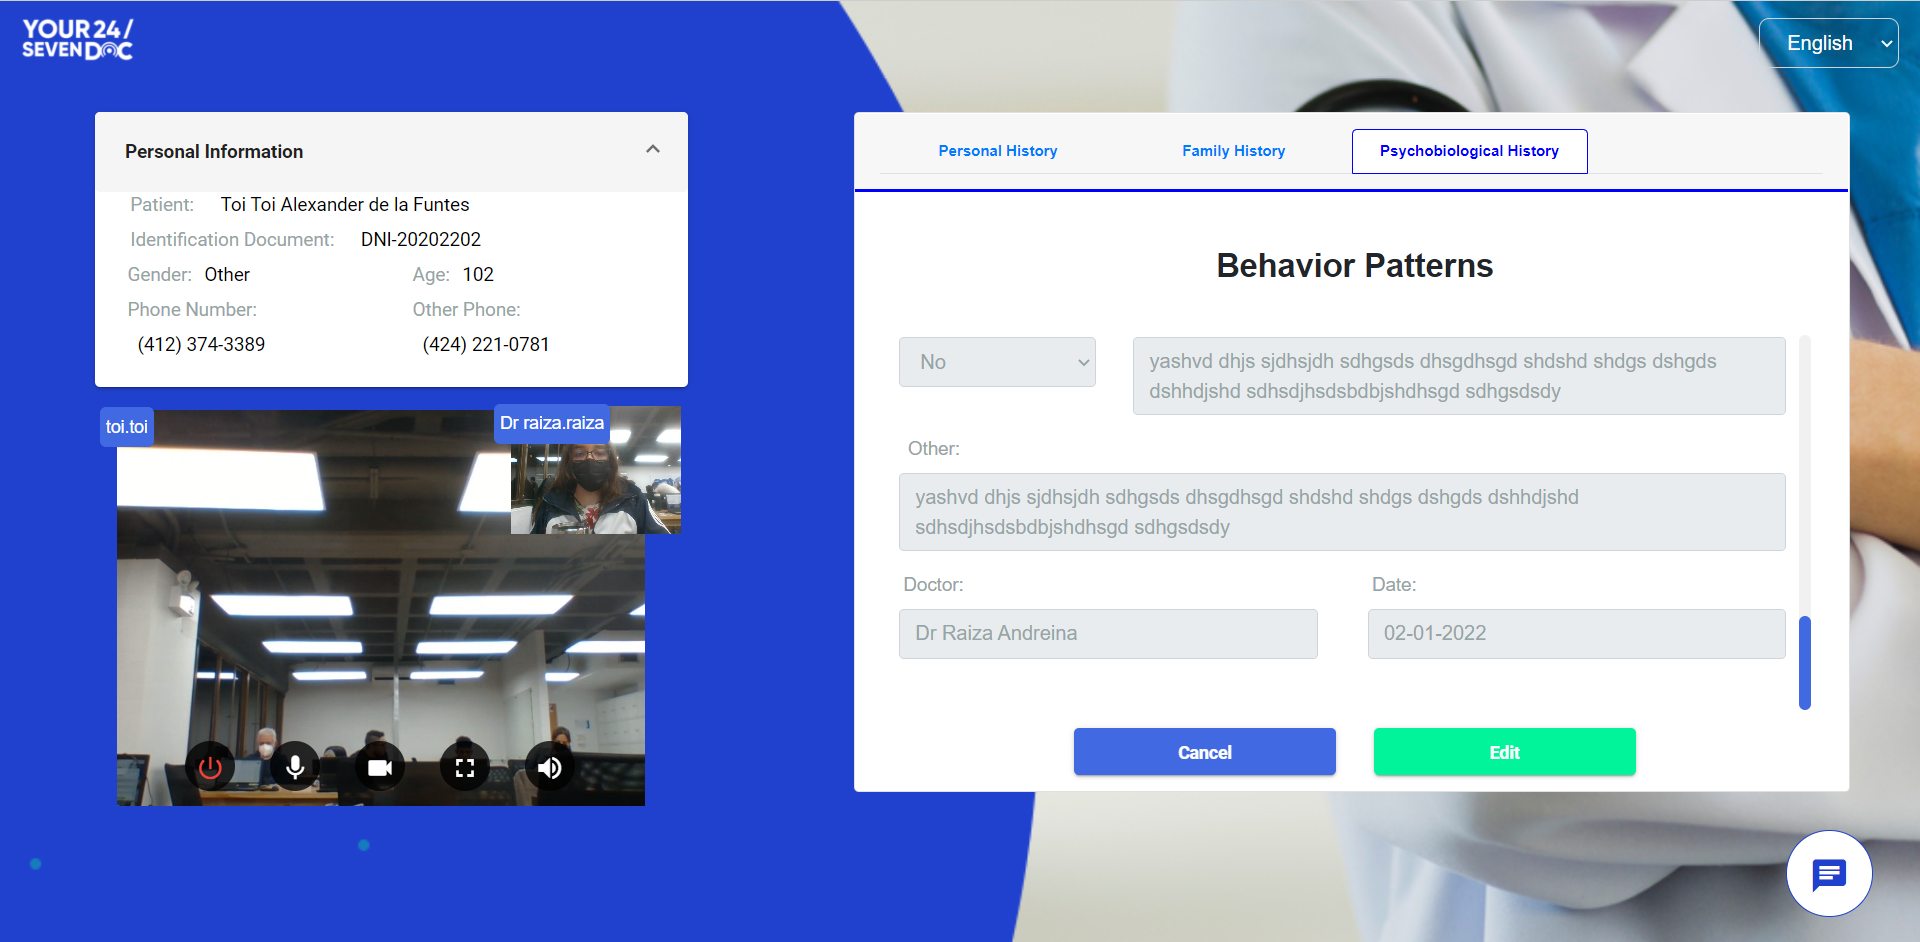 YOUR 24/
SEVEN DOC
English
Personal Information
Patient: Toi Toi Alexander de la Funtes
Identification Document: DNI-20202202
Gender: Other Age: 102
Phone Number: Other Phone:
(412) 374-3389 (424) 221-0781
toi.toi
Dr raiza.raiza
Personal History Family History Psychobiological History
Behavior Patterns
No
yashvd dhjs sjdhsjdh sdhgsds dhsgdhsgd shdshd shdgs dshgds
dshhdjshd sdhsdjhsdsbdbjshdhsgd sdhgsdsdy
Other:
yashvd dhjs sjdhsjdh sdhgsds dhsgdhsgd shdshd shdgs dshgds dshhdjshd
sdhsdjhsdsbdbjshdhsgd sdhgsdsdy
Doctor: Date:
Dr Raiza Andreina 02-01-2022
Cancel Edit